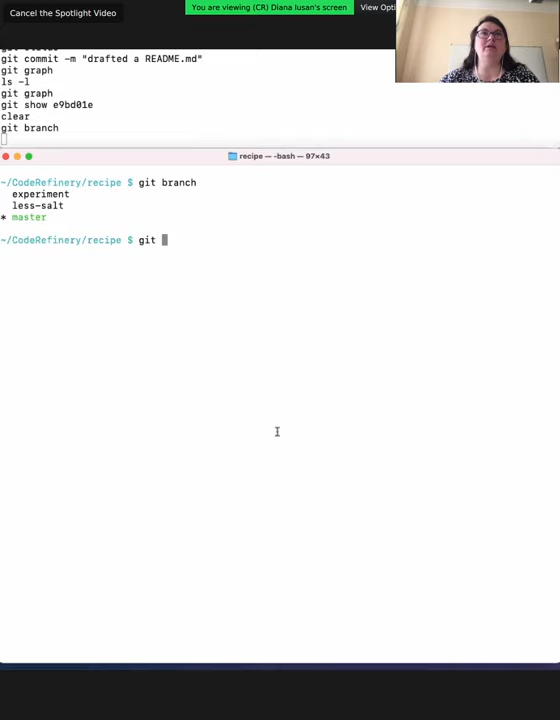 Cancel the Spotlight Video
You are viewing (CR) Diana Iusan's screen
View Opti
git status
git commit -m "drafted a README.md"
git graph
ls -l
git graph
git show e9bd01e
clear
git branch
recipe — -bash — 97×43
~/CodeRefinery/recipe $ git branch
experiment
less-salt
* master
~/CodeRefinery/recipe $ git